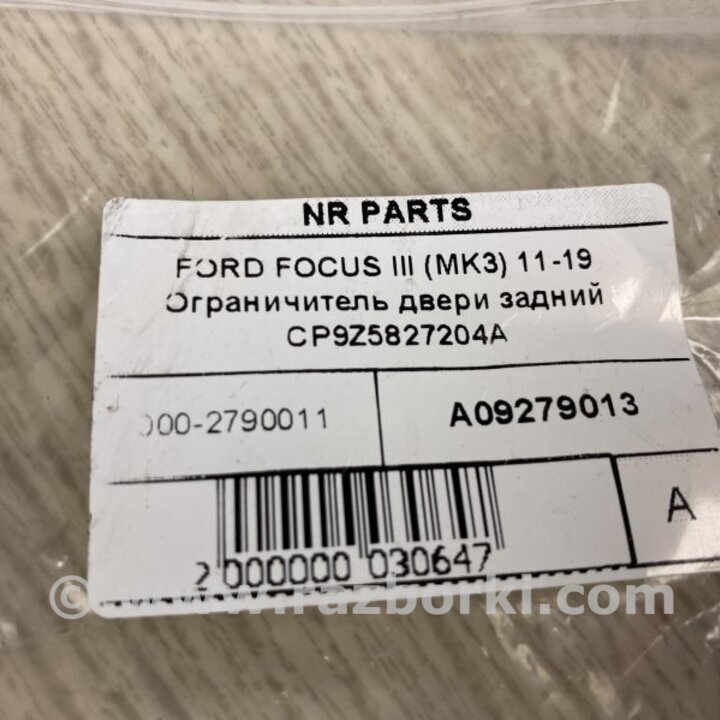 NR PARTS
FORD FOCUS III (MK3) 11-19
Ограничитель двери задний
CP9Z5827204A
000-2790011
A09279013
A
2 000000 030647
© www.razborki.com